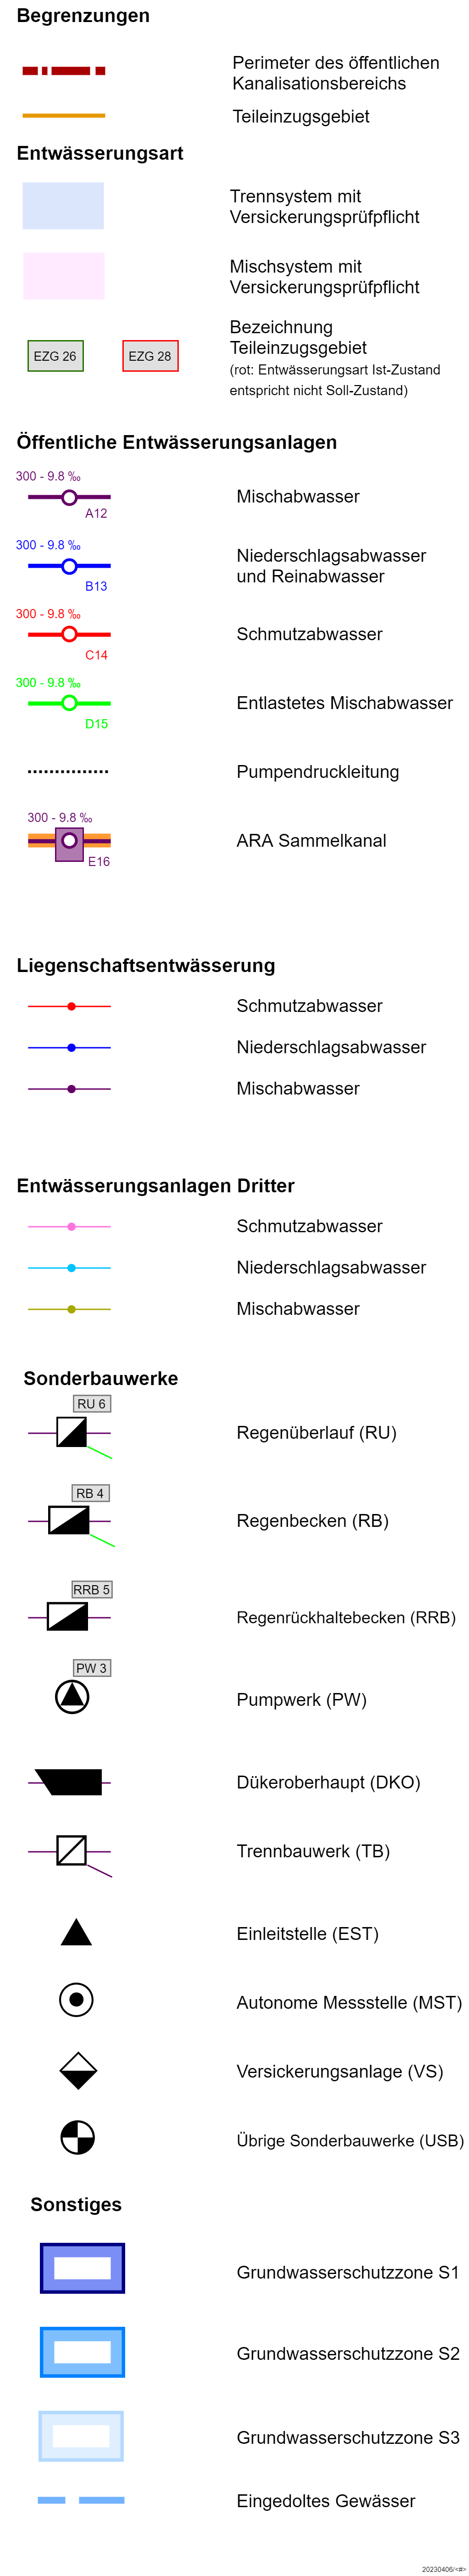 Begrenzungen
Perimeter des öffentlichen
Kanalisationsbereichs
Teileinzugsgebiet
Entwässerungsart
Trennsystem mit
Versickerungsprüfpflicht
Mischsystem mit
Versickerungsprüfpflicht
EZG 26
EZG 28
Bezeichnung
Teileinzugsgebiet
(rot: Entwässerungsart Ist-Zustand
entspricht nicht Soll-Zustand)
Öffentliche Entwässerungsanlagen
300 - 9.8 ‰
A12
Mischabwasser
300 - 9.8 ‰
B13
Niederschlagsabwasser
und Reinabwasser
300 - 9.8 ‰
C14
Schmutzabwasser
300 - 9.8 ‰
D15
Entlastetes Mischabwasser
Pumpendruckleitung
300 - 9.8 ‰
E16
ARA Sammelkanal
Liegenschaftsentwässerung
Schmutzabwasser
Niederschlagsabwasser
Mischabwasser
Entwässerungsanlagen Dritter
Schmutzabwasser
Niederschlagsabwasser
Mischabwasser
Sonderbauwerke
RU 6
Regenüberlauf (RU)
RB 4
Regenbecken (RB)
RRB 5
Regenrückhaltebecken (RRB)
PW 3
Pumpwerk (PW)
Dükeroberhaupt (DKO)
Trennbauwerk (TB)
Einleitstelle (EST)
Autonome Messstelle (MST)
Versickerungsanlage (VS)
Übrige Sonderbauwerke (USB)
Sonstiges
Grundwasserschutzzone S1
Grundwasserschutzzone S2
Grundwasserschutzzone S3
Eingedoltes Gewässer
20230406/<#>